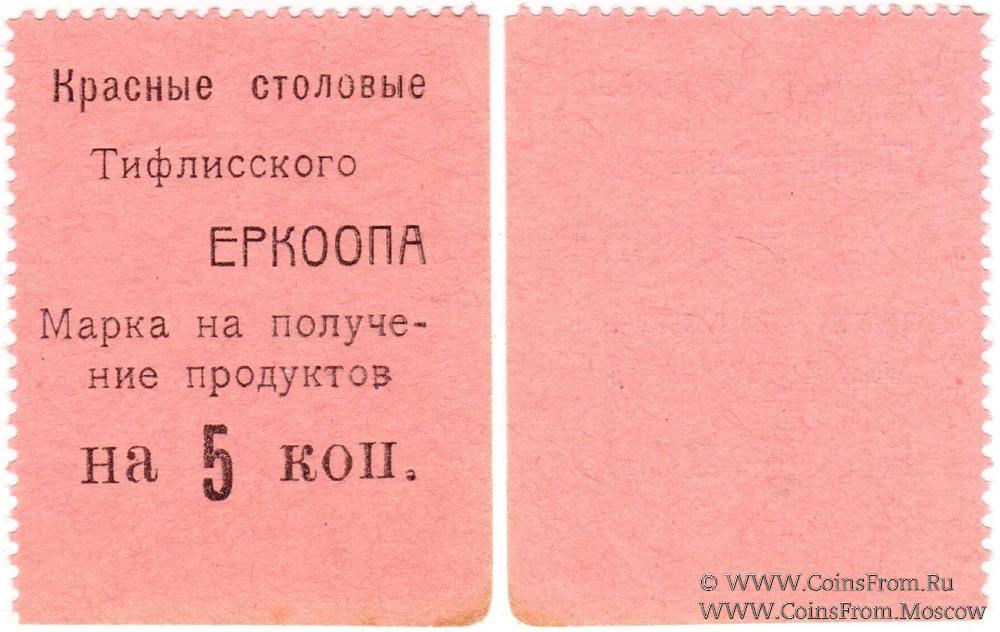 Красные столовые
Тифлисского
ЕРКООПА
Марка на получе-
ние продуктов
на 5 коп.
© WWW.CoinsFrom.Ru
WWW.CoinsFrom.Moscow